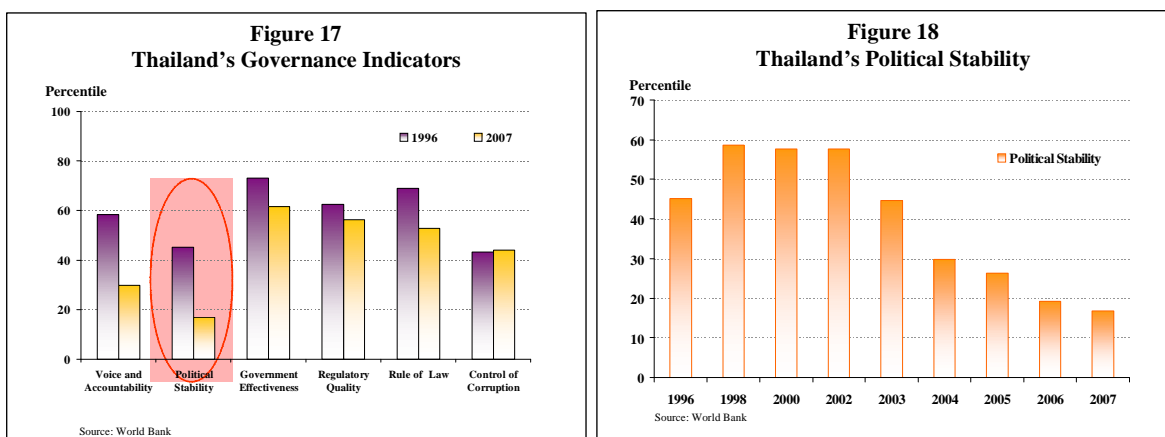 Figure 17
Thailand's Governance Indicators
Percentile
100
80
60
40
20
0
1996
2007
Voice and
Accountability
Political
Stability
Government
Effectiveness
Regulatory
Quality
Rule of Law
Control of
Corruption
Source: World Bank
Figure 18
Thailand's Political Stability
Percentile
70
60
50
40
30
20
10
0
Political Stability
1996 1998 2000 2002 2003 2004 2005 2006 2007
Source: World Bank